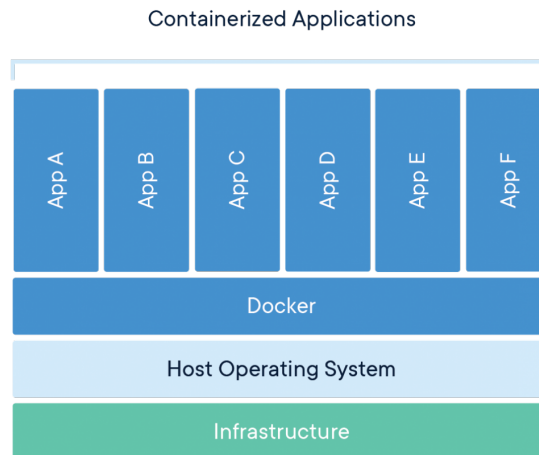 Containerized Applications
App A
App B
App C
App D
App E
App F
Docker
Host Operating System
Infrastructure